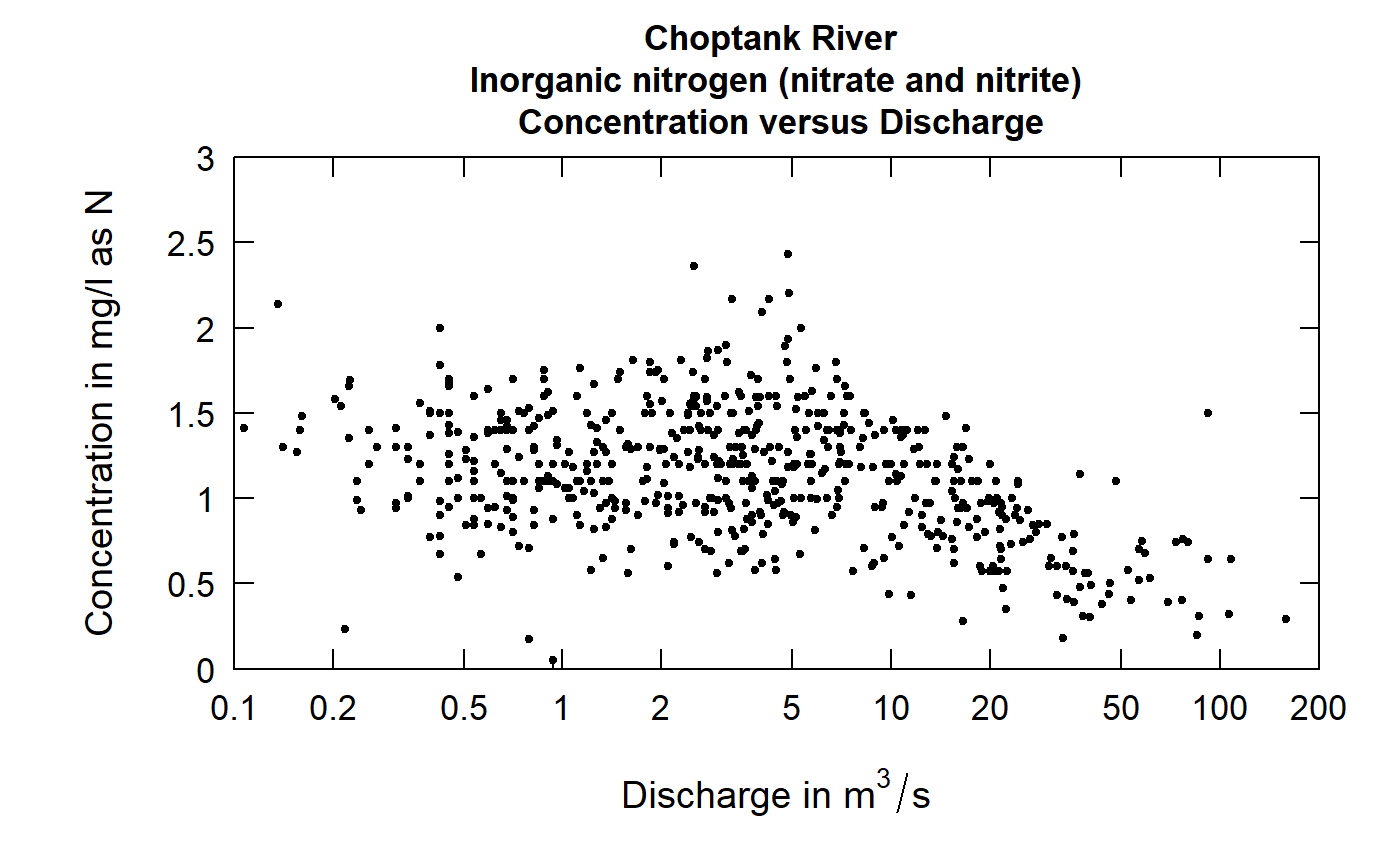 Choptank River
Inorganic nitrogen (nitrate and nitrite)
Concentration versus Discharge
Concentration in mg/l as N
3
2.5
2
1.5
1
0.5
0
0.1 0.2 0.5 1 2 5 10 20 50 100 200
Discharge in m³/s